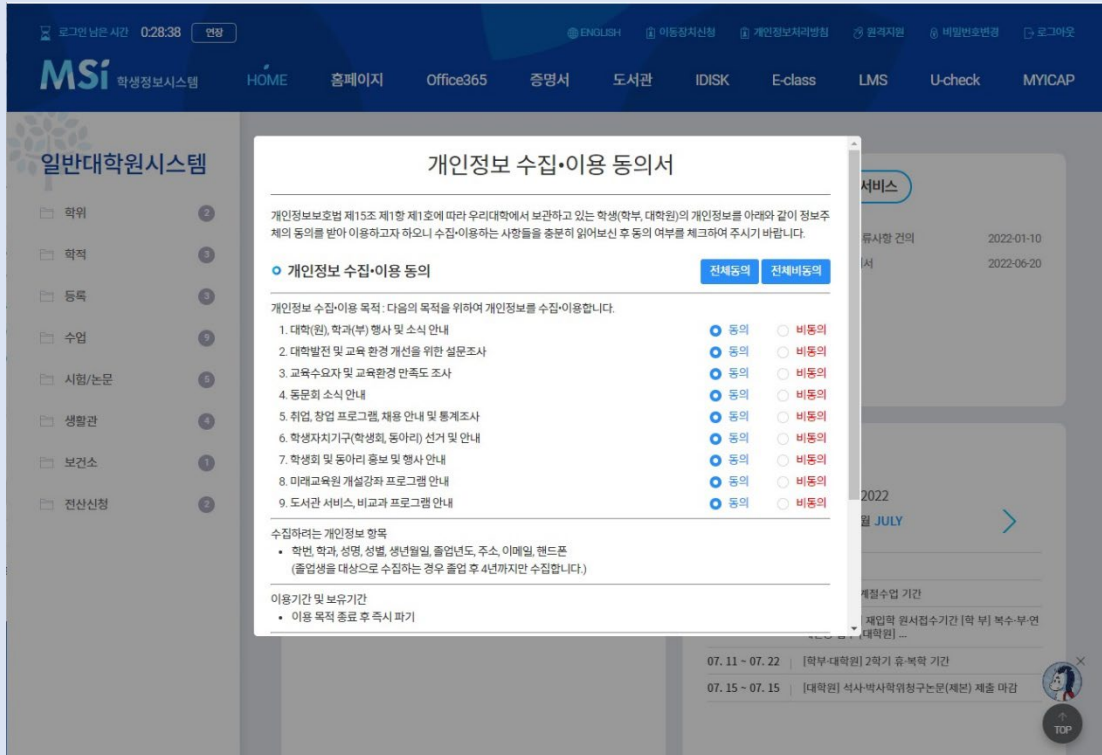 로그인 남은 시간 0:28:38 연장
ENGLISH 이동장치신청 개인정보처리방침 원격지원 비밀번호변경 로그아웃
MSi 학생정보시스템 HOME 홈페이지 Office365 증명서 도서관 IDISK E-class LMS U-check MYICAP
일반대학원시스템
학위 2
학적 3
등록 3
수업 9
시험/논문 5
생활관 4
보건소 1
전산신청 2
개인정보 수집•이용 동의서
개인정보보호법 제15조 제1항 제1호에 따라 우리대학에서 보관하고 있는 학생(학부, 대학원)의 개인정보를 아래와 같이 정보주
체의 동의를 받아 이용하고자 하오니 수집•이용하는 사항들을 충분히 읽어보신 후 동의 여부를 체크하여 주시기 바랍니다.
개인정보 수집•이용 동의 전체동의 전체비동의
개인정보 수집•이용 목적 : 다음의 목적을 위하여 개인정보를 수집•이용합니다.
1. 대학(원), 학과(부) 행사 및 소식 안내 동의 비동의
2. 대학발전 및 교육 환경 개선을 위한 설문조사 동의 비동의
3. 교육수요자 및 교육환경 만족도 조사 동의 비동의
4. 동문회 소식 안내 동의 비동의
5. 취업, 창업 프로그램, 채용 안내 및 통계조사 동의 비동의
6. 학생자치기구(학생회, 동아리) 선거 및 안내 동의 비동의
7. 학생회 및 동아리 홍보 및 행사 안내 동의 비동의
8. 미래교육원 개설강좌 프로그램 안내 동의 비동의
9. 도서관 서비스, 비교과 프로그램 안내 동의 비동의
수집하려는 개인정보 항목
• 학번, 학과, 성명, 성별, 생년월일, 졸업년도, 주소, 이메일, 핸드폰
(졸업생을 대상으로 수집하는 경우 졸업 후 4년까지만 수집합니다.)
이용기간 및 보유기간
• 이용 목적 종료 후 즉시 파기
서비스
류사항 건의 2022-01-10
서 2022-06-20
2022
월 JULY
계절수업 기간
재입학 원서접수기간 [학 부] 복수·부·연
[대학원] ...
07. 11 ~ 07. 22 [학부·대학원] 2학기 휴·복학 기간
07. 15 ~ 07. 15 [대학원] 석사·박사학위청구논문(제본) 제출 마감
TOP